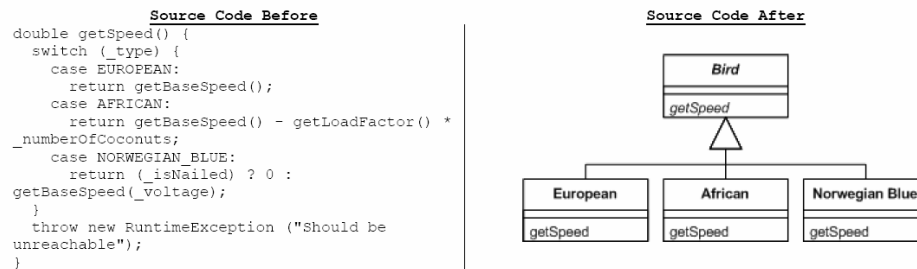 Source Code Before
double getSpeed() {
switch (_type) {
case EUROPEAN:
return getBaseSpeed();
case AFRICAN:
return getBaseSpeed() - getLoadFactor() *
_numberOfCoconuts;
case NORWEGIAN_BLUE:
return (_isNailed) ? 0 :
getBaseSpeed(_voltage);
}
throw new RuntimeException ("Should be
unreachable");
}
Source Code After
Bird
getSpeed
European
getSpeed
African
getSpeed
Norwegian Blue
getSpeed